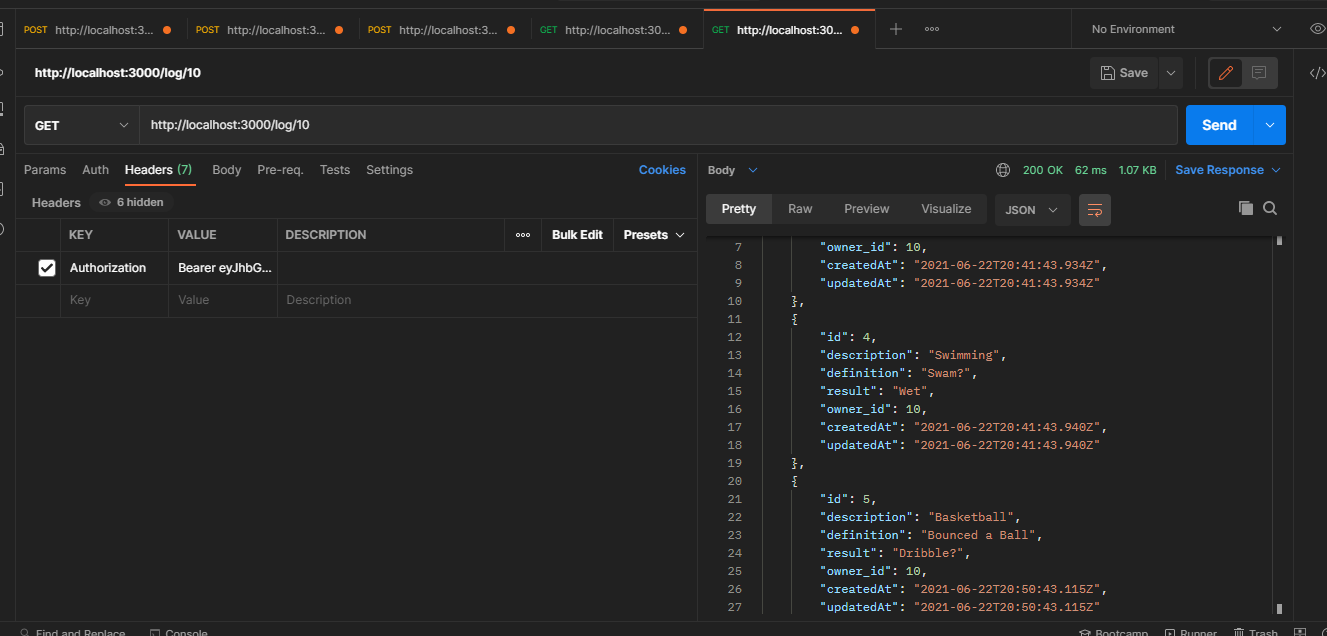 POST http://localhost:3... POST http://localhost:3... POST http://localhost:3... GET http://localhost:30... GET http://localhost:30... No Environment
http://localhost:3000/log/10 Save
GET http://localhost:3000/log/10 Send
Params Auth Headers (7) Body Pre-req. Tests Settings Cookies
Headers 6 hidden
KEY VALUE DESCRIPTION Bulk Edit Presets
Authorization Bearer eyJhbG...
Key Value Description
Body 200 OK 62 ms 1.07 KB Save Response
Pretty Raw Preview Visualize JSON
7 "owner_id": 10,
8 "createdAt": "2021-06-22T20:41:43.934Z",
9 "updatedAt": "2021-06-22T20:41:43.934Z"
10 },
11 {
12 "id": 4,
13 "description": "Swimming",
14 "definition": "Swam?",
15 "result": "Wet",
16 "owner_id": 10,
17 "createdAt": "2021-06-22T20:41:43.940Z",
18 "updatedAt": "2021-06-22T20:41:43.940Z"
19 },
20 {
21 "id": 5,
22 "description": "Basketball",
23 "definition": "Bounced a Ball",
24 "result": "Dribble?",
25 "owner_id": 10,
26 "createdAt": "2021-06-22T20:50:43.115Z",
27 "updatedAt": "2021-06-22T20:50:43.115Z"
Find and Replace Console Bootcamp Runner Trash